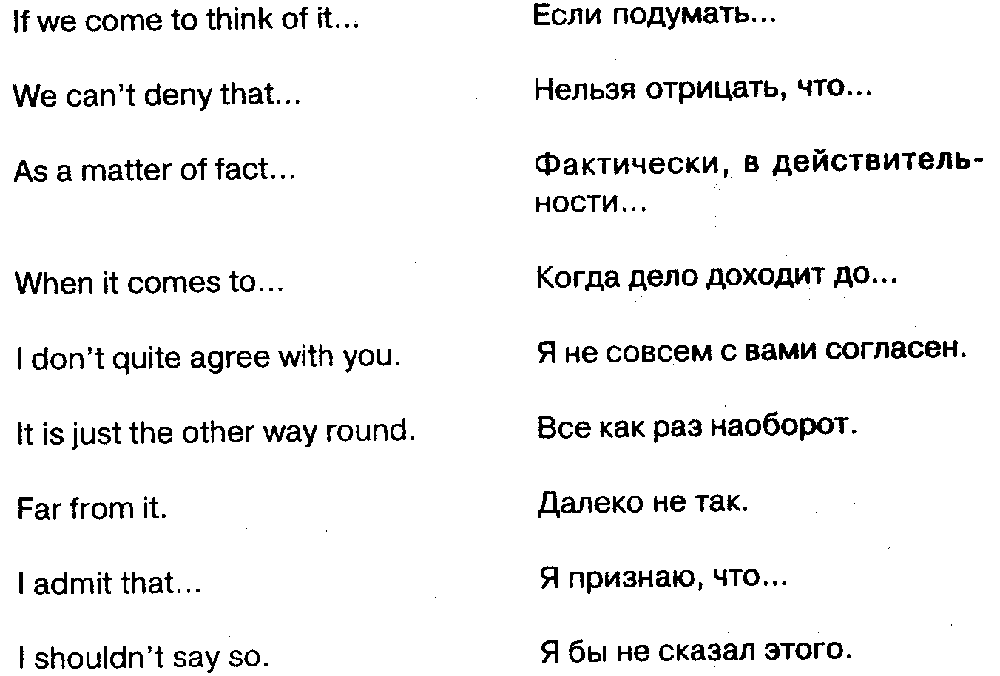 If we come to think of it...
Если подумать...
We can't deny that...
Нельзя отрицать, что...
As a matter of fact...
Фактически, в действитель-
ности...
When it comes to...
Когда дело доходит до...
I don't quite agree with you.
Я не совсем с вами согласен.
It is just the other way round.
Все как раз наоборот.
Far from it.
Далеко не так.
I admit that...
Я признаю, что...
I shouldn't say so.
Я бы не сказал этого.